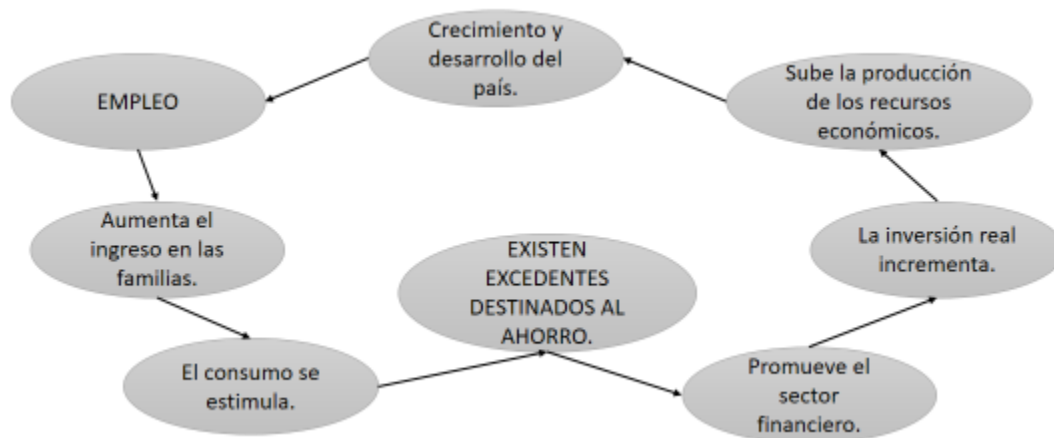 Crecimiento y
desarrollo del
país.
EMPLEO
Sube la producción
de los recursos
económicos.
Aumenta el
ingreso en las
familias.
EXISTEN
EXCEDENTES
DESTINADOS AL
AHORRO.
La inversión real
incrementa.
El consumo se
estimula.
Promueve el
sector
financiero.